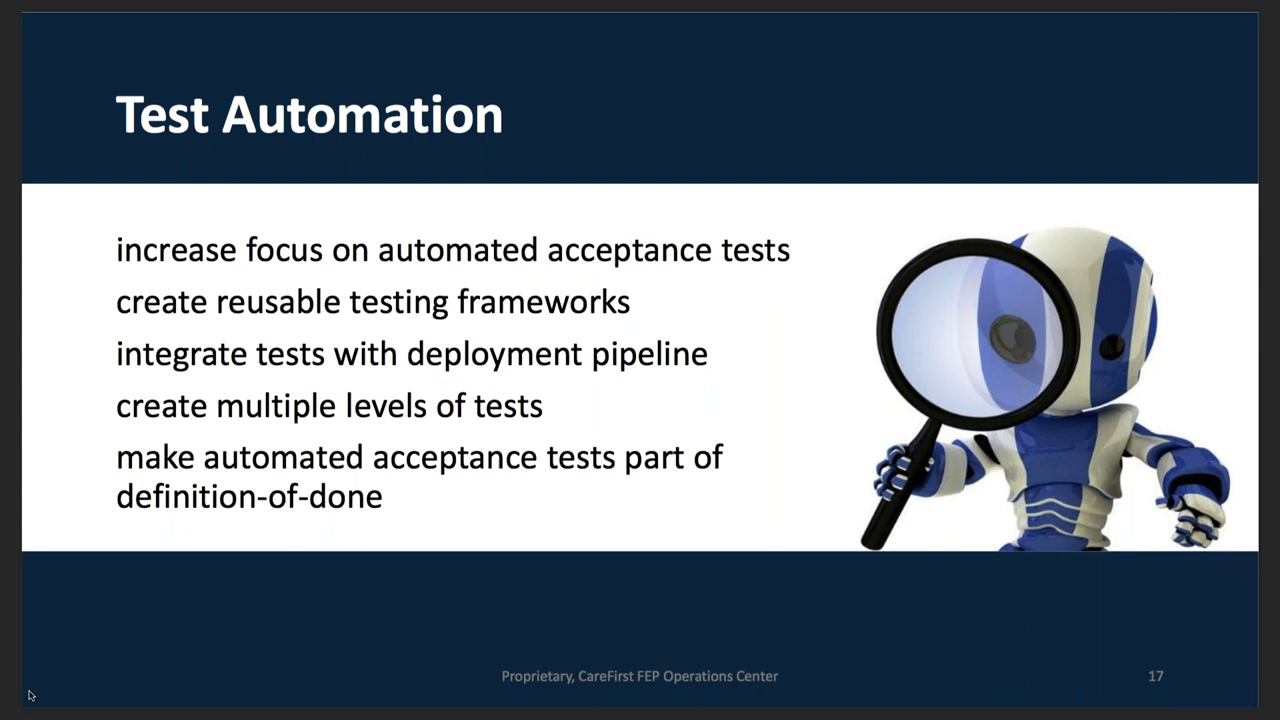 Test Automation
increase focus on automated acceptance tests
create reusable testing frameworks
integrate tests with deployment pipeline
create multiple levels of tests
make automated acceptance tests part of
definition-of-done
Proprietary, CareFirst FEP Operations Center
17